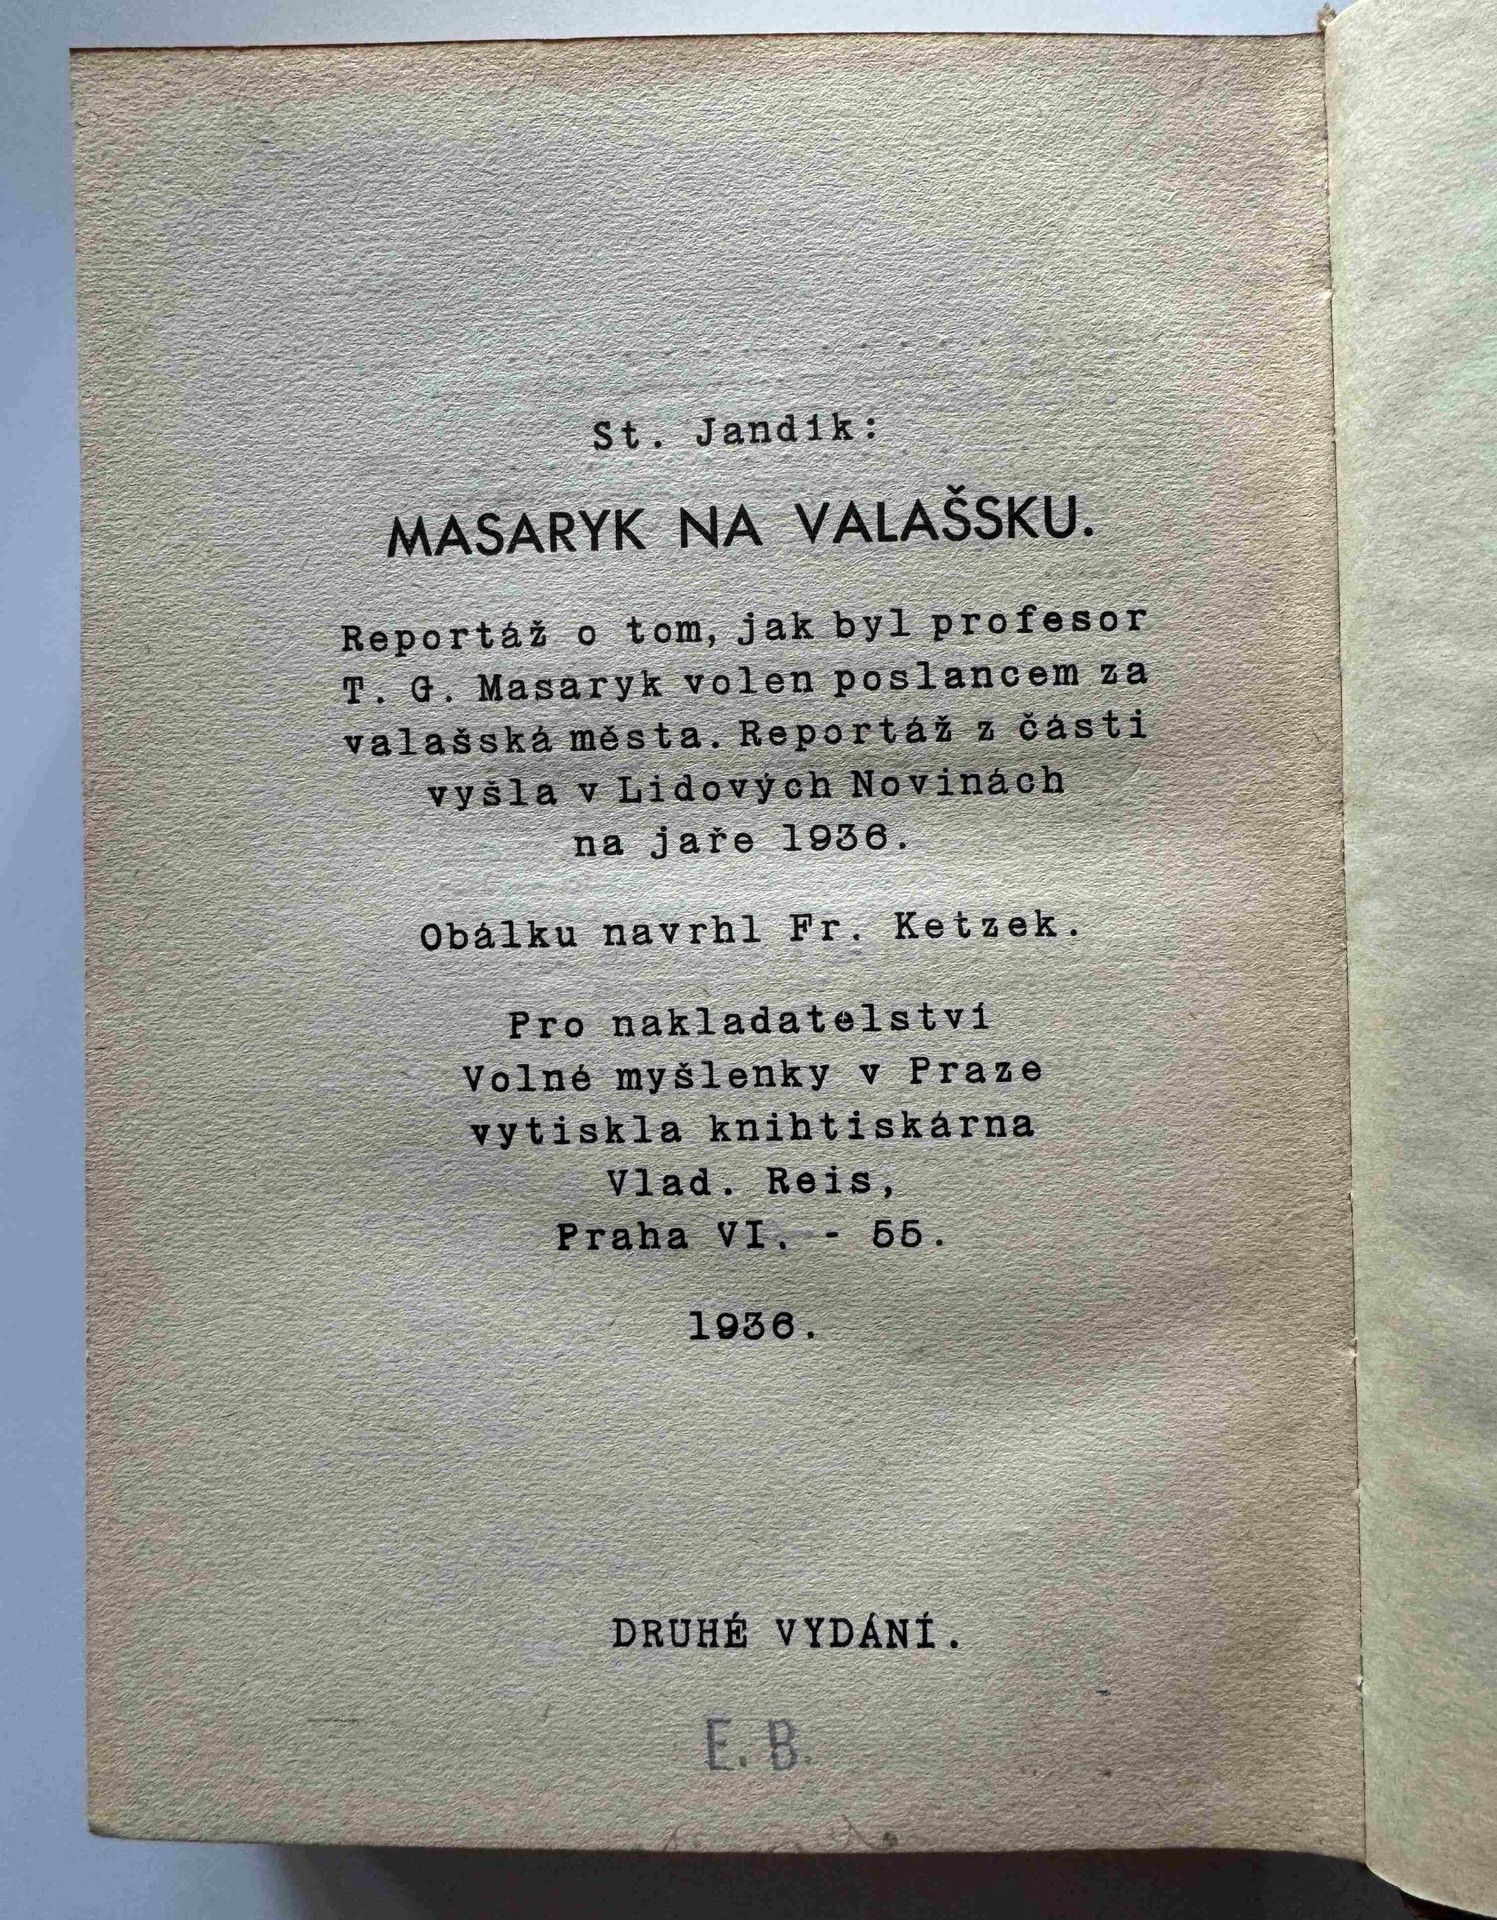 St. Jandík:
MASARYK NA VALAŠSKU.
Reportáž o tom, jak byl profesor
T. G. Masaryk volen poslancem za
valašská města. Reportáž z části
vyšla v Lidových Novinách
na jaře 1936.
Obálku navrhl Fr. Ketzek.
Pro nakladatelství
Volné myšlenky v Praze
vytiskla knihtiskárna
Vlad. Reis,
Praha VI. - 55.
1936.
DRUHÉ VYDÁNÍ.
E. B.